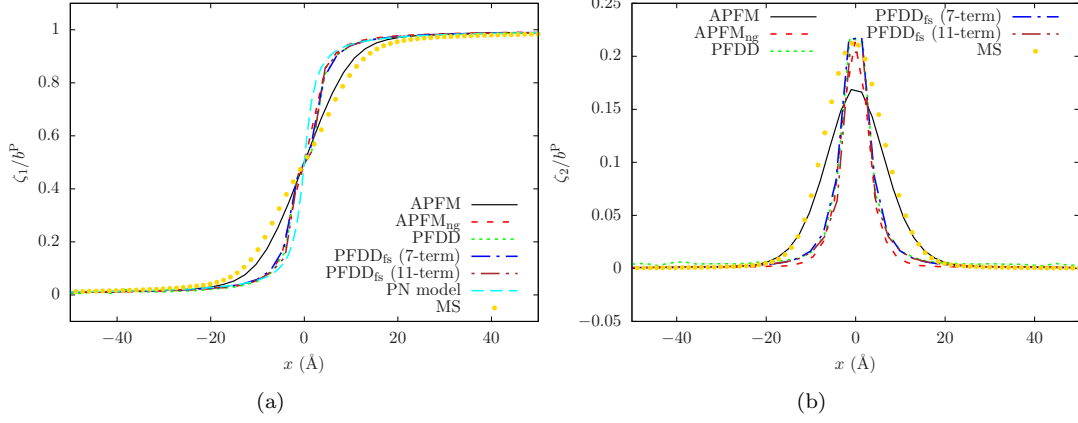 ζ₁/bᴾ
1
0.8
0.6
0.4
0.2
0
−40
−20
0
20
40
x (Å)
APFM
APFMng
PFDD
PFDDfs (7-term)
PFDDfs (11-term)
PN model
MS
(a)
ζ₂/bᴾ
0.25
0.2
0.15
0.1
0.05
0
−0.05
−40
−20
0
20
40
x (Å)
APFM
APFMng
PFDD
PFDDfs (7-term)
PFDDfs (11-term)
MS
(b)